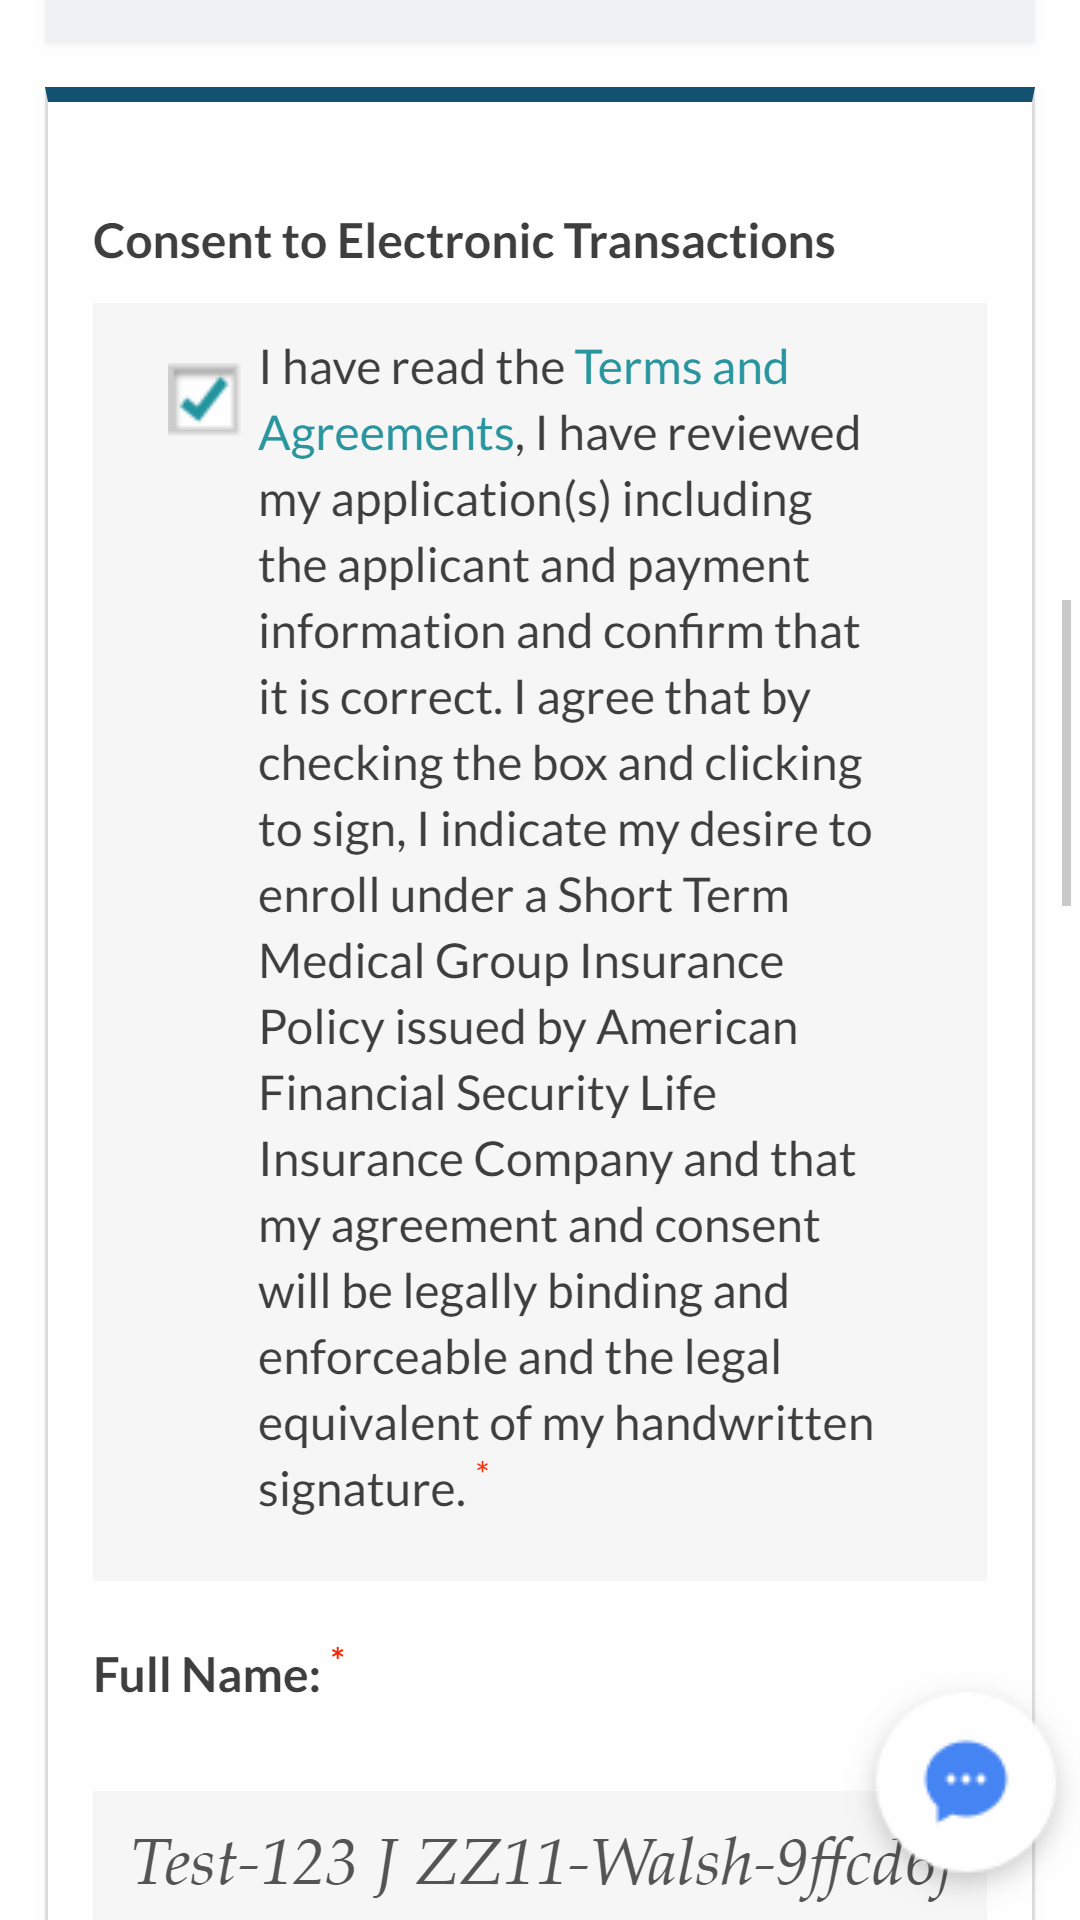 Consent to Electronic Transactions
I have read the Terms and
Agreements, I have reviewed
my application(s) including
the applicant and payment
information and confirm that
it is correct. I agree that by
checking the box and clicking
to sign, I indicate my desire to
enroll under a Short Term
Medical Group Insurance
Policy issued by American
Financial Security Life
Insurance Company and that
my agreement and consent
will be legally binding and
enforceable and the legal
equivalent of my handwritten
signature. *
Full Name: *
Test-123 J ZZ11-Walsh-9ffcd6f